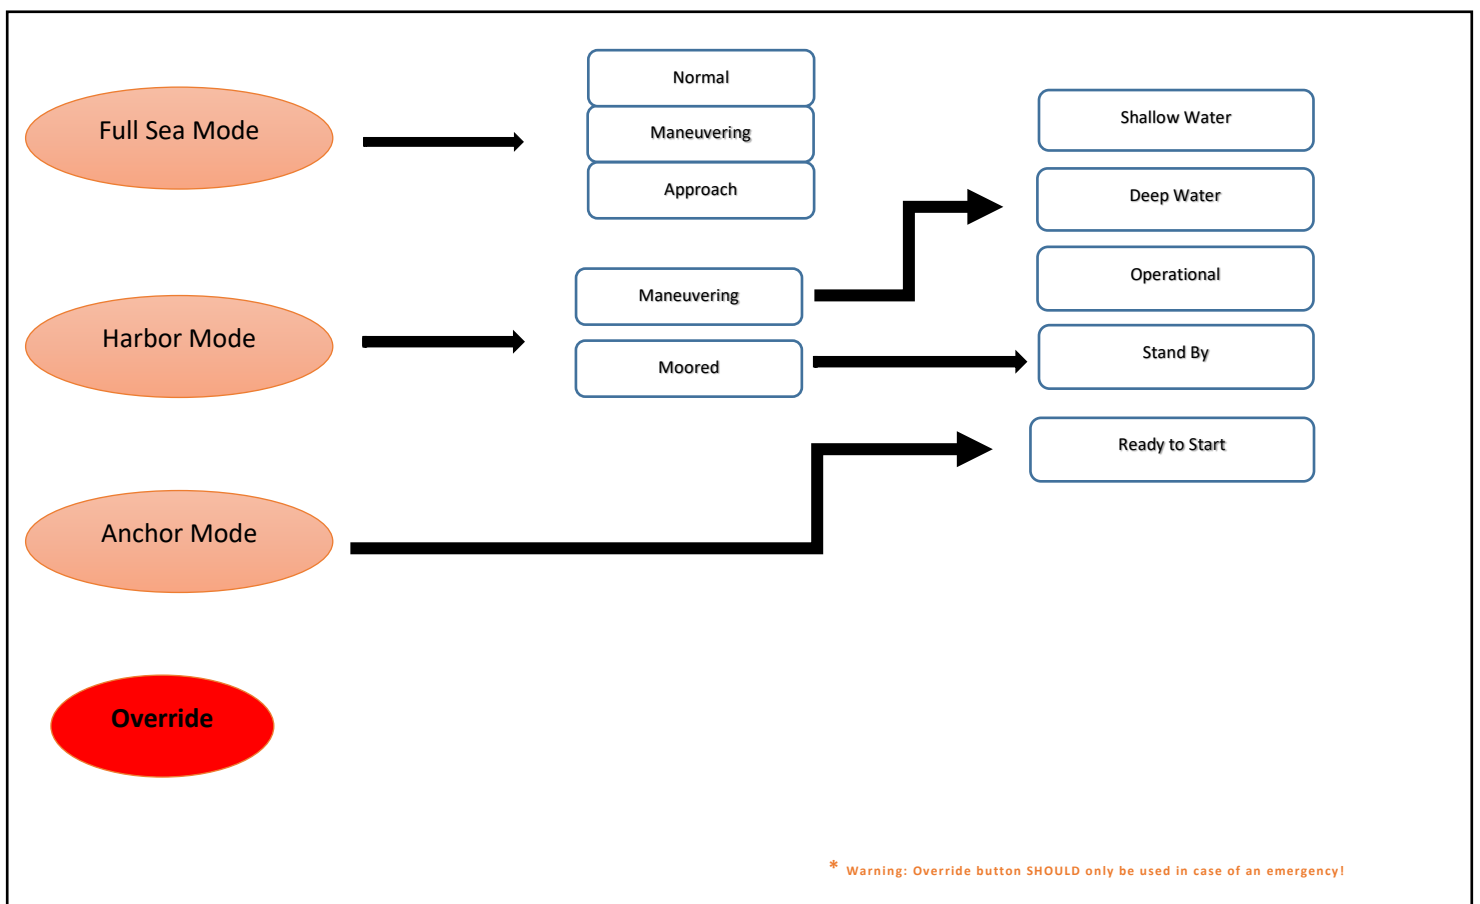 Full Sea Mode
Normal
Maneuvering
Approach
Shallow Water
Deep Water
Operational
Harbor Mode
Maneuvering
Moored
Stand By
Ready to Start
Anchor Mode
Override
* Warning: Override button SHOULD only be used in case of an emergency!